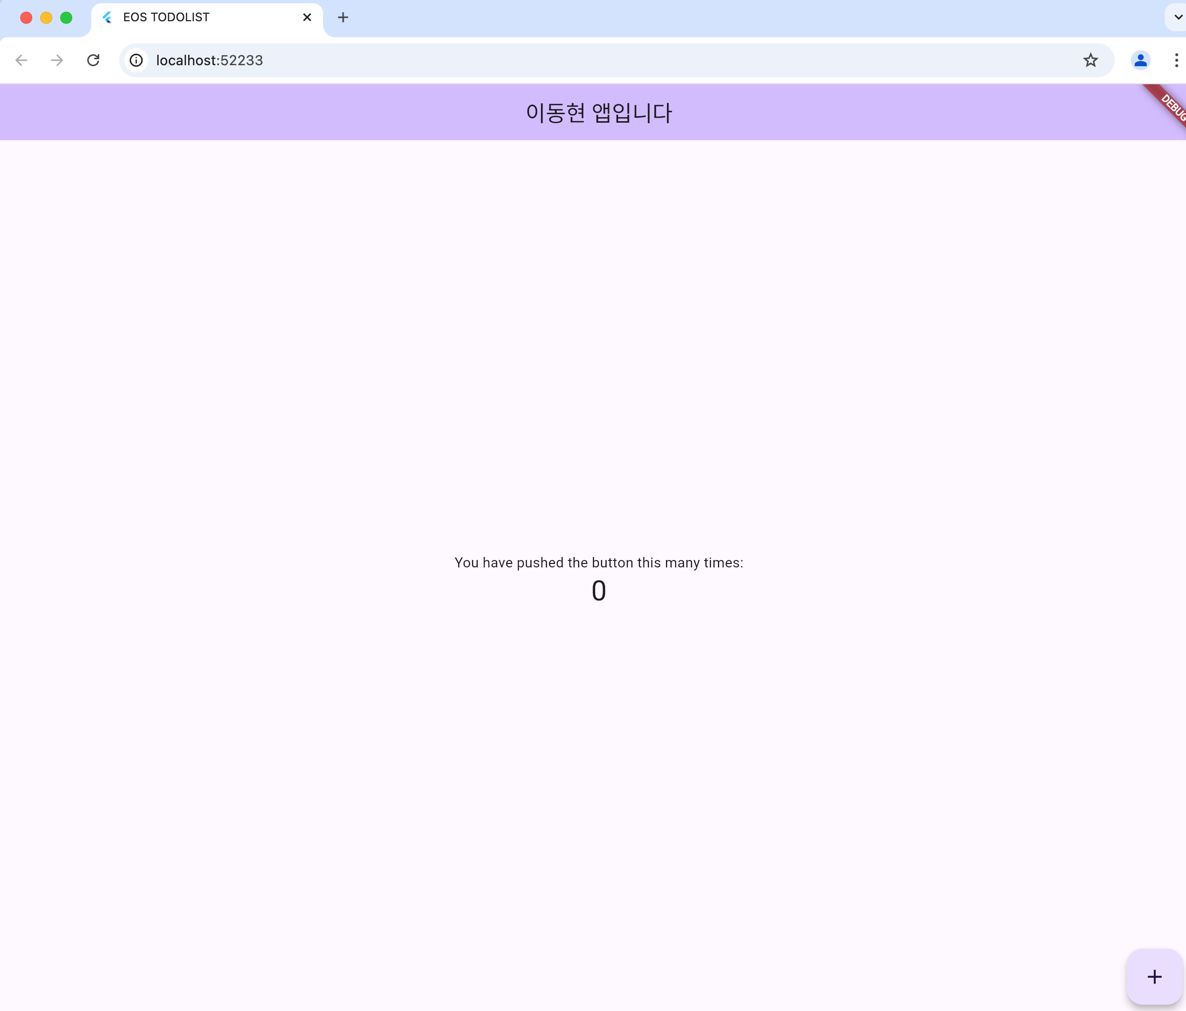 EOS TODOLIST
localhost:52233
이동현 앱입니다
DEBUG
You have pushed the button this many times:
0